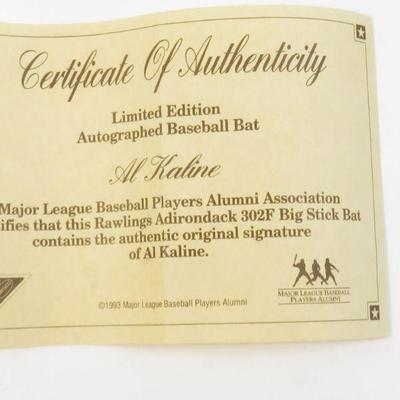 Certificate Of Authenticity
Limited Edition
Autographed Baseball Bat
Al Kaline
Major League Baseball Players Alumni Association
tifies that this Rawlings Adirondack 302F Big Stick Bat
contains the authentic original signature
of Al Kaline.
©1993 Major League Baseball Players Alumni
MAJOR LEAGUE BASEBALL
PLAYERS ALUMNI